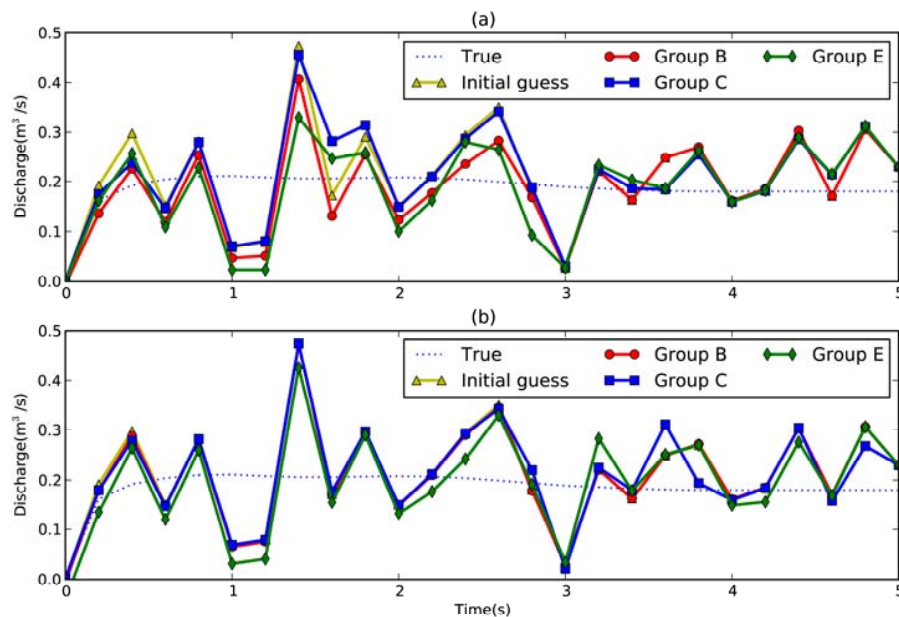 (a)
0.5
0.4
0.3
0.2
0.1
0.0
Discharge(m³ /s)
True
Initial guess
Group B
Group C
Group E
0 1 2 3 4 5
(b)
0.5
0.4
0.3
0.2
0.1
0.0
Discharge(m³ /s)
True
Initial guess
Group B
Group C
Group E
0 1 2 3 4 5
Time(s)